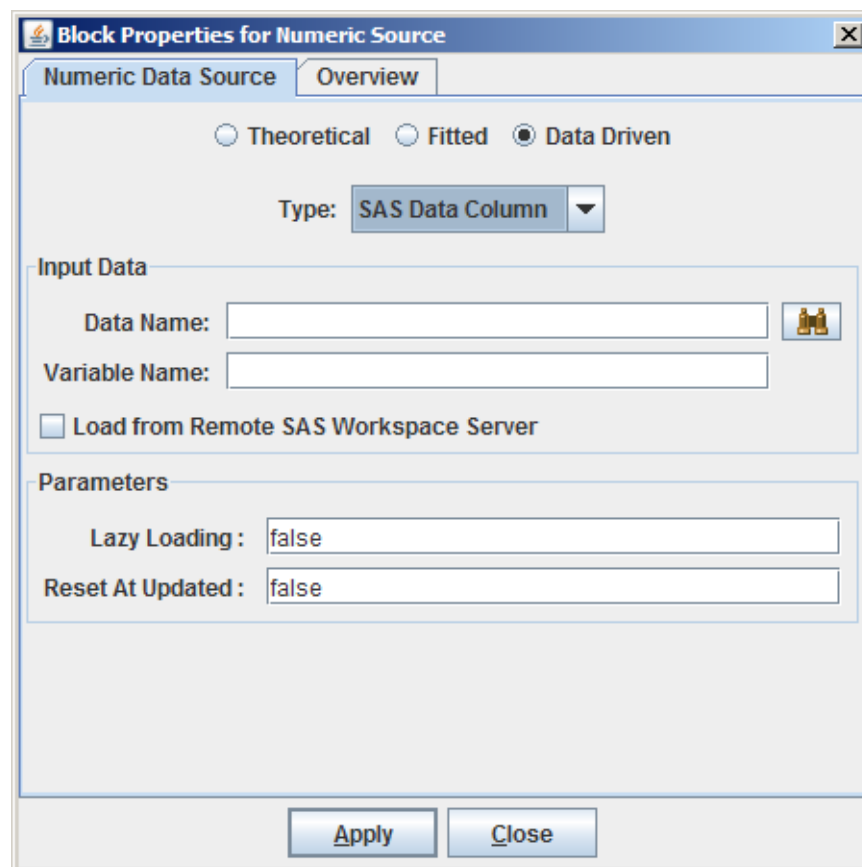 Block Properties for Numeric Source
Numeric Data Source Overview
Theoretical Fitted Data Driven
Type: SAS Data Column
Input Data
Data Name:
Variable Name:
Load from Remote SAS Workspace Server
Parameters
Lazy Loading : false
Reset At Updated : false
Apply Close